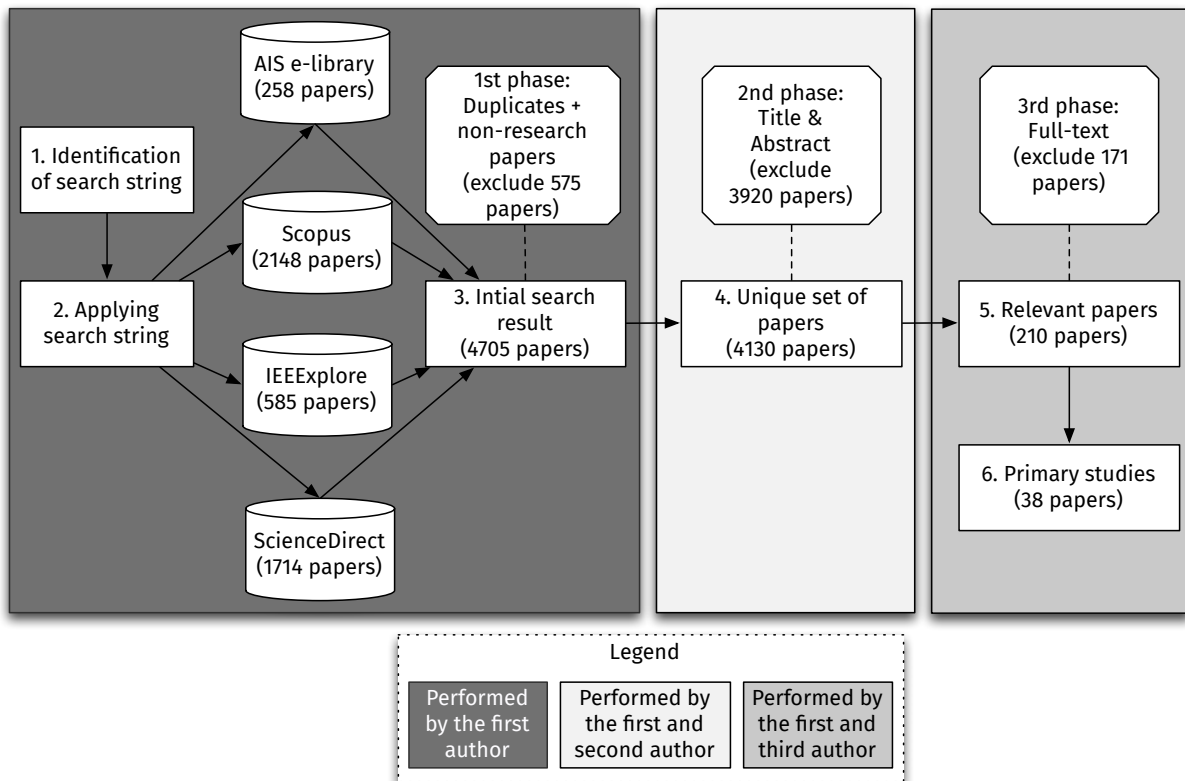 1. Identification
of search string
2. Applying
search string
AIS e-library
(258 papers)
Scopus
(2148 papers)
IEEExplore
(585 papers)
ScienceDirect
(1714 papers)
1st phase:
Duplicates +
non-research
papers
(exclude 575
papers)
3. Intial search
result
(4705 papers)
2nd phase:
Title &
Abstract
(exclude
3920 papers)
4. Unique set of
papers
(4130 papers)
3rd phase:
Full-text
(exclude 171
papers)
5. Relevant papers
(210 papers)
6. Primary studies
(38 papers)
Legend
Performed
by the first
author
Performed by
the first and
second author
Performed by
the first and
third author